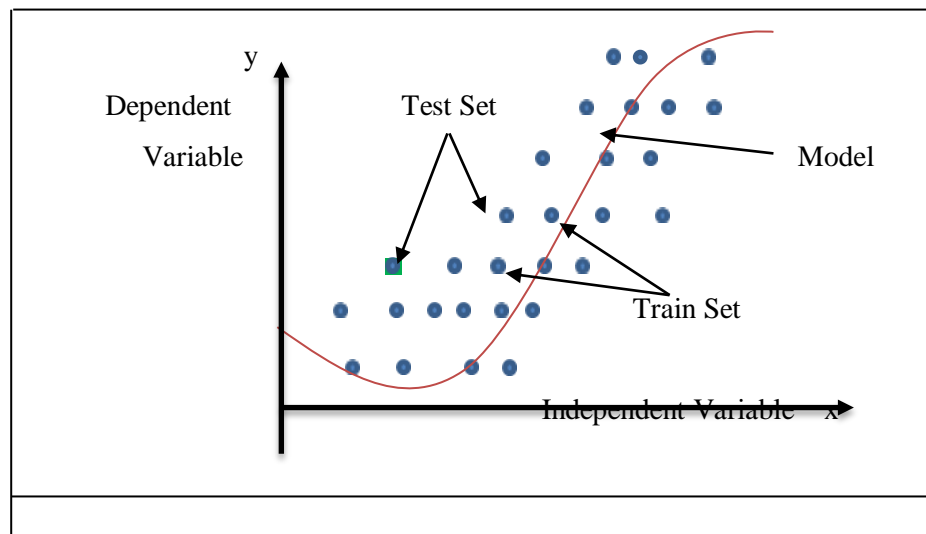 y
Dependent
Variable
Test Set
Model
Train Set
Independent Variable x